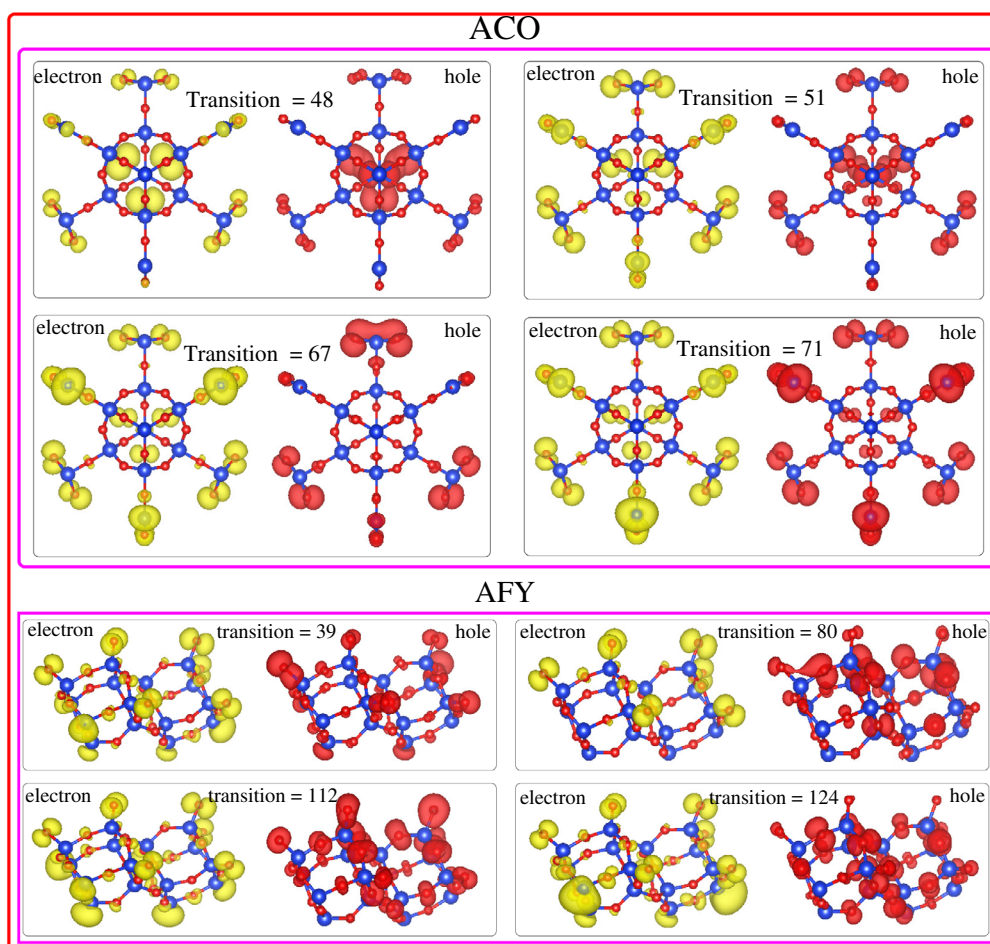 ACO
electron
Transition = 48
hole
electron
Transition = 51
hole
electron
Transition = 67
hole
electron
Transition = 71
hole
AFY
electron
transition = 39
hole
electron
transition = 80
hole
electron
transition = 112
electron
transition = 124
hole